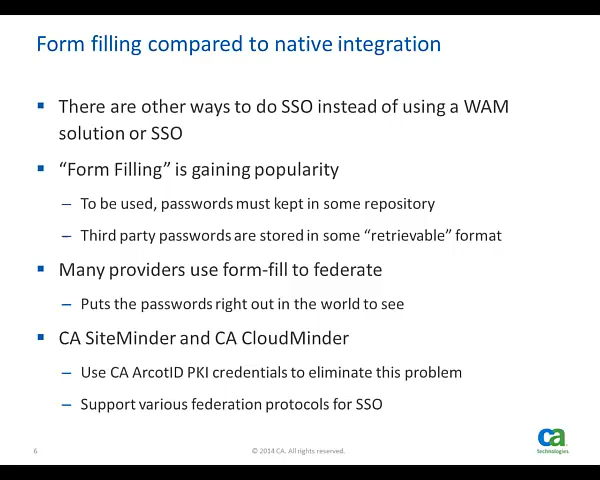 Form filling compared to native integration
▪ There are other ways to do SSO instead of using a WAM
solution or SSO
▪ “Form Filling” is gaining popularity
– To be used, passwords must kept in some repository
– Third party passwords are stored in some “retrievable” format
▪ Many providers use form-fill to federate
– Puts the passwords right out in the world to see
▪ CA SiteMinder and CA CloudMinder
– Use CA ArcotID PKI credentials to eliminate this problem
– Support various federation protocols for SSO
6
© 2014 CA. All rights reserved.
ca
technologies